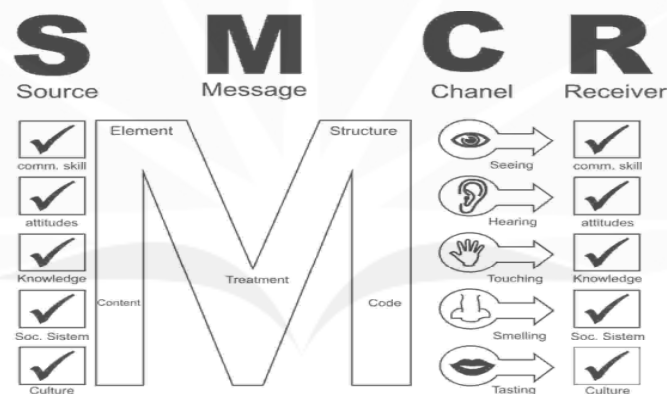 S M C R
Source Message Chanel Receiver
Element Structure
Seeing
comm. skill comm. skill
Hearing
attitudes attitudes
Knowledge Treatment Touching Knowledge
Content Code
Soc. Sistem Smelling Soc. Sistem
Culture Tasting Culture